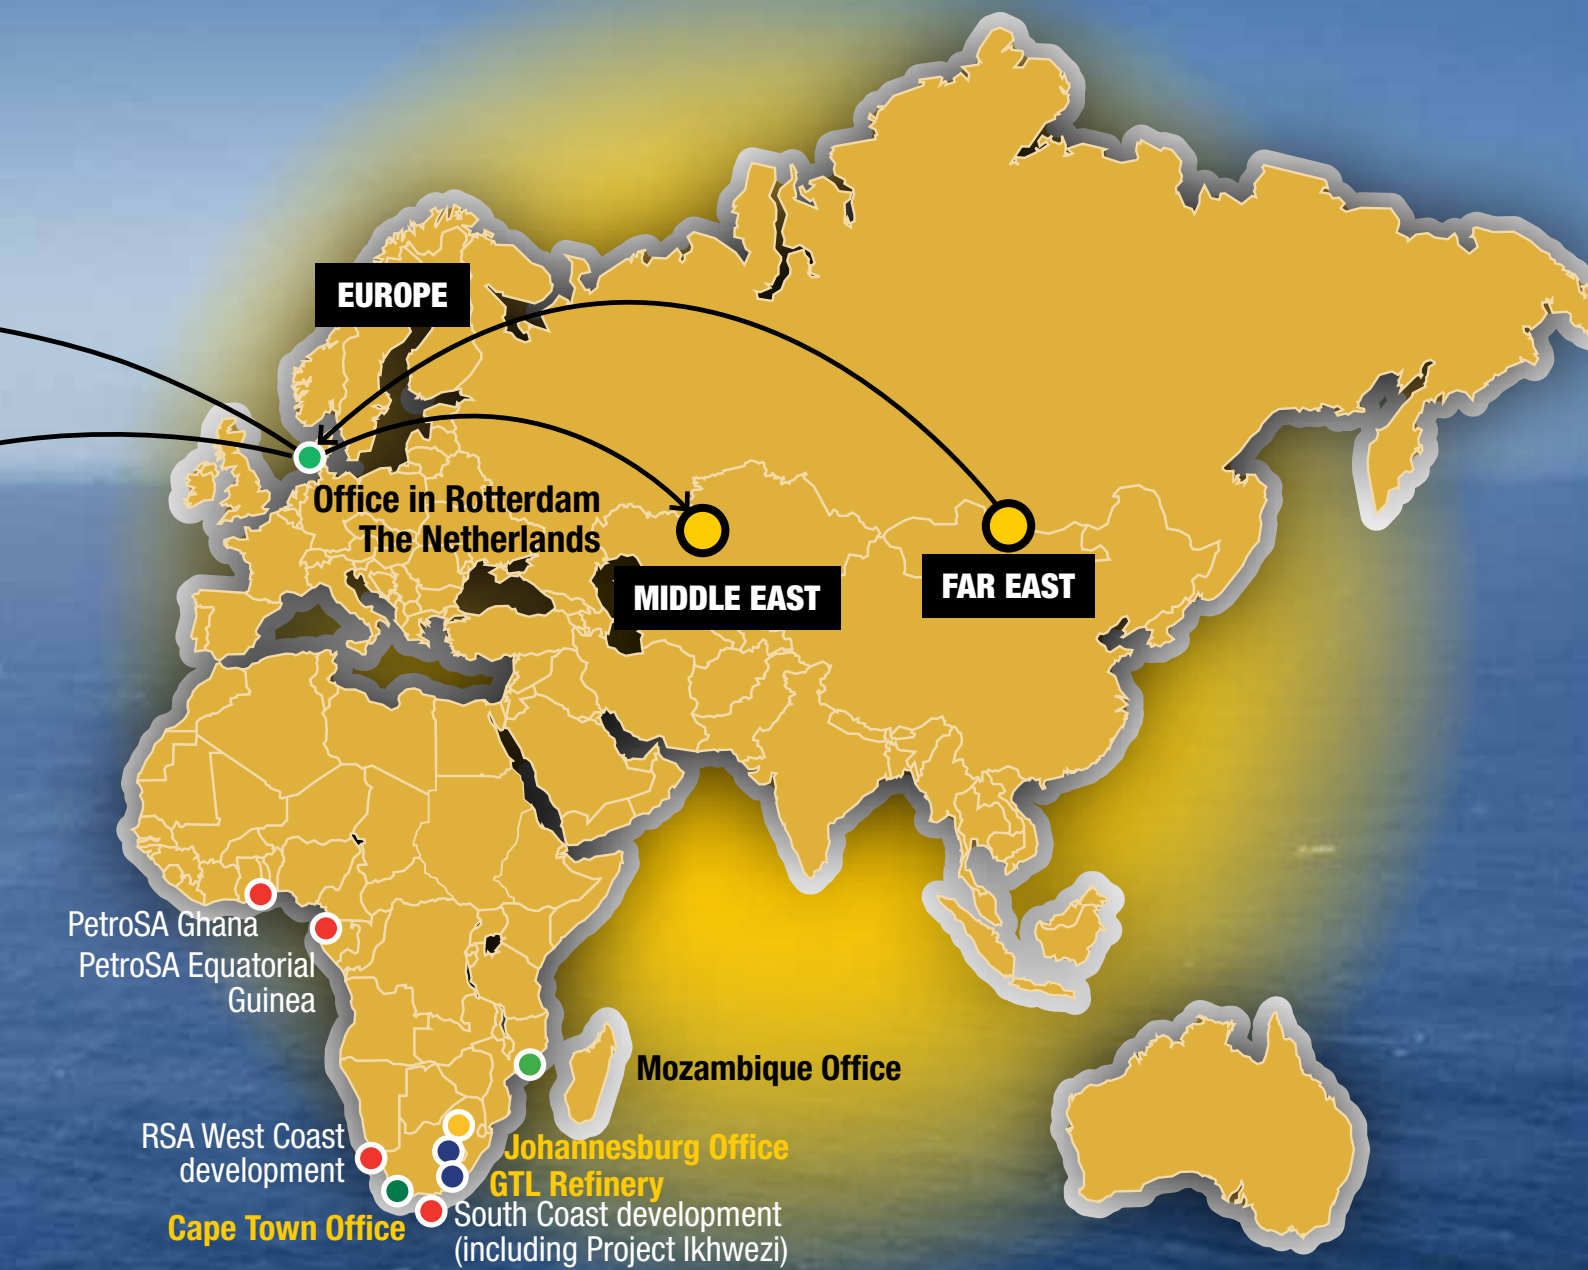 EUROPE
Office in Rotterdam
The Netherlands
MIDDLE EAST
FAR EAST
PetroSA Ghana
PetroSA Equatorial
Guinea
Mozambique Office
RSA West Coast
development
Johannesburg Office
GTL Refinery
Cape Town Office
South Coast development
(including Project Ikhwezi)